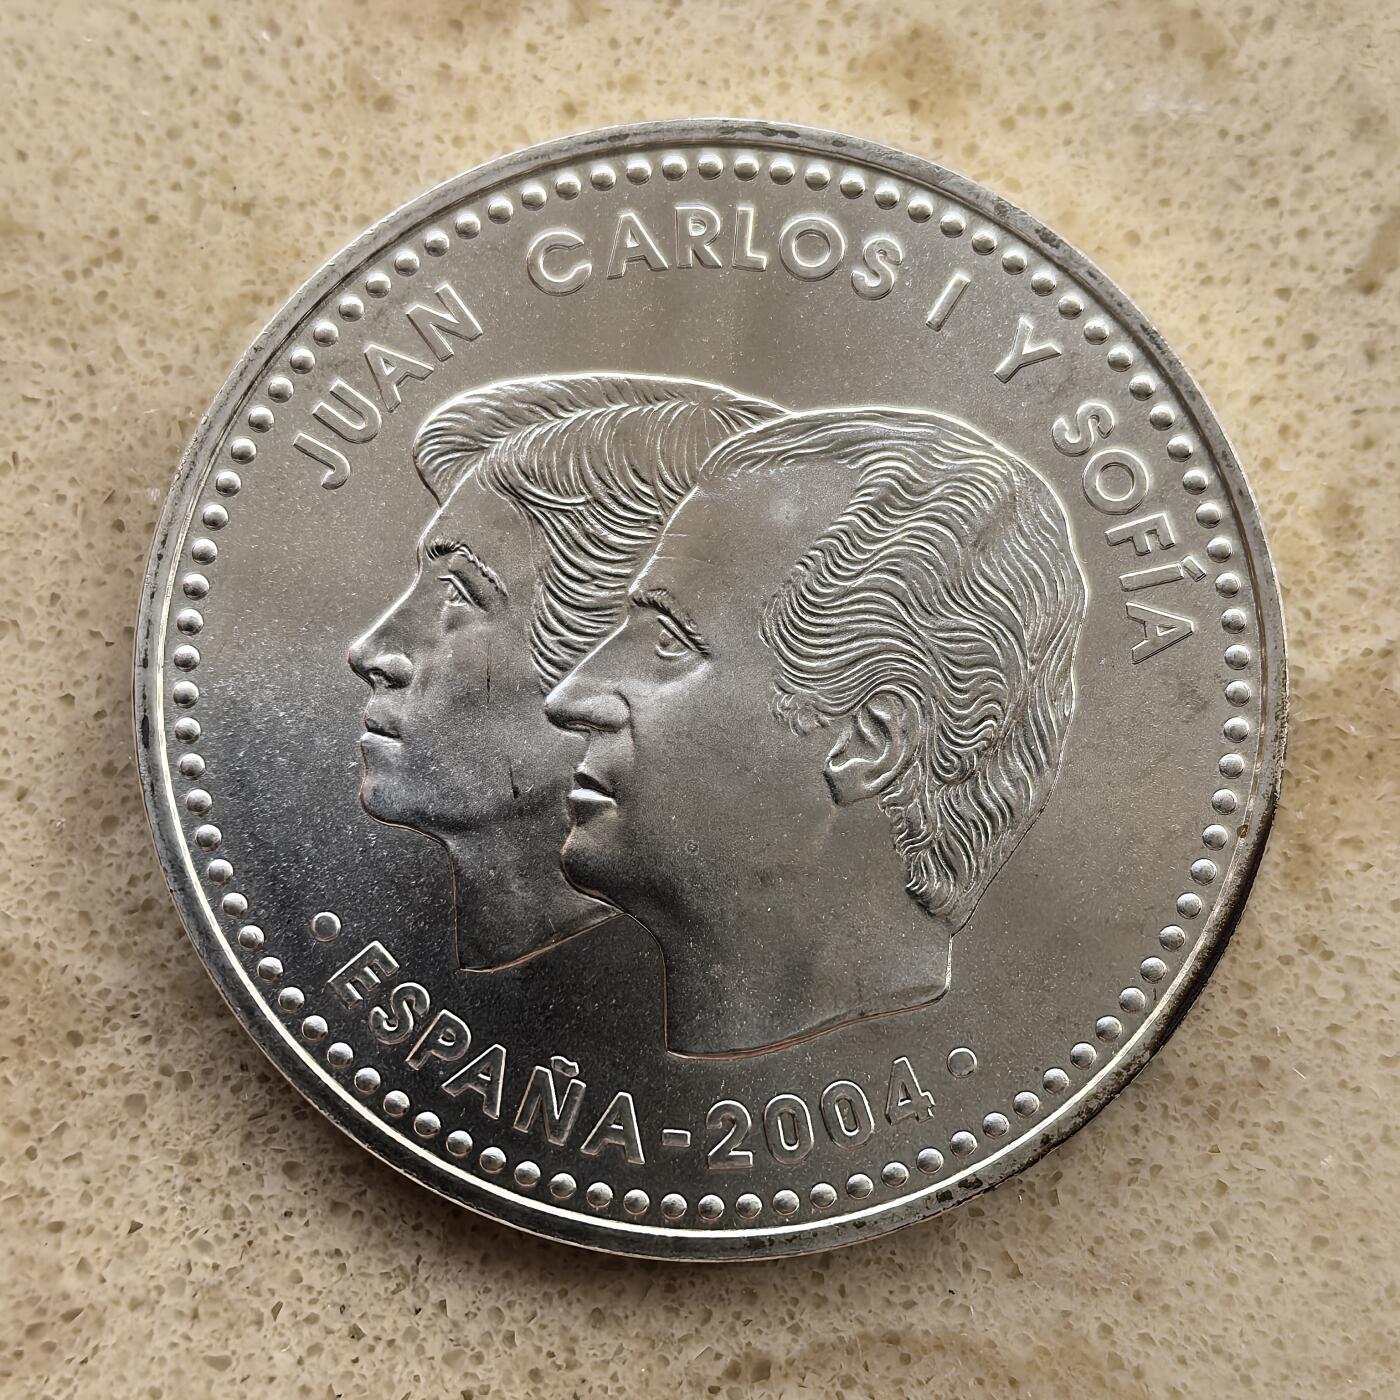 JUAN CARLOS I Y SOFÍA
• ESPAÑA - 2004 •